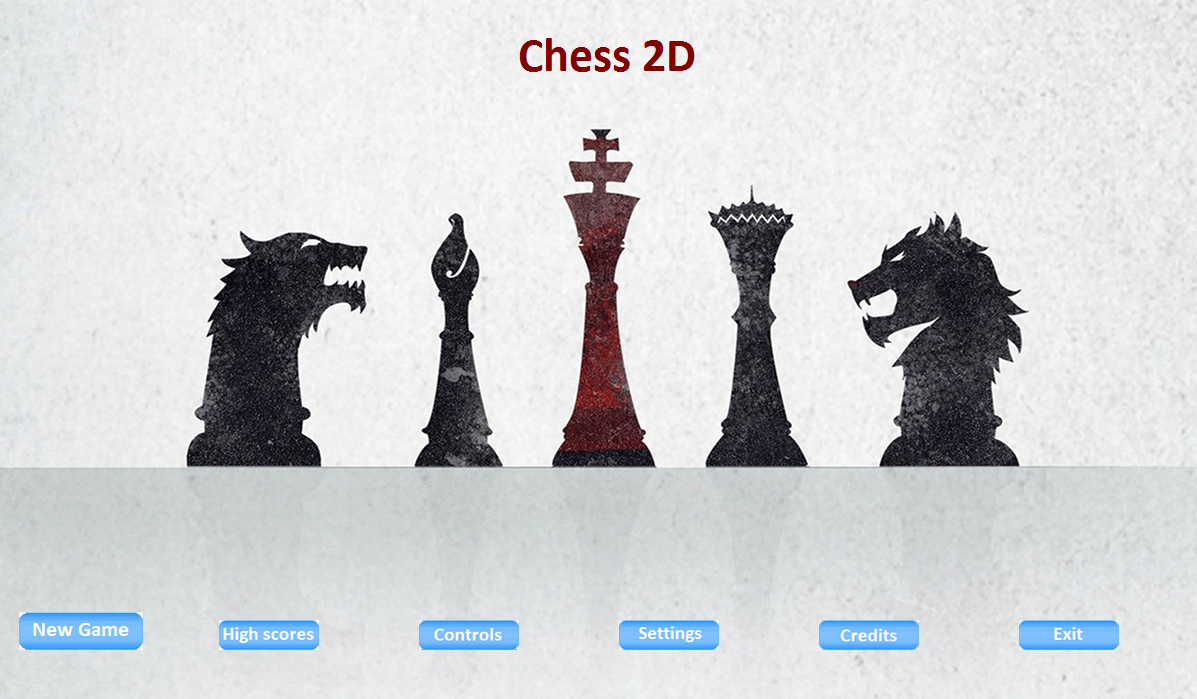 Chess 2D
New Game
High scores
Controls
Settings
Credits
Exit